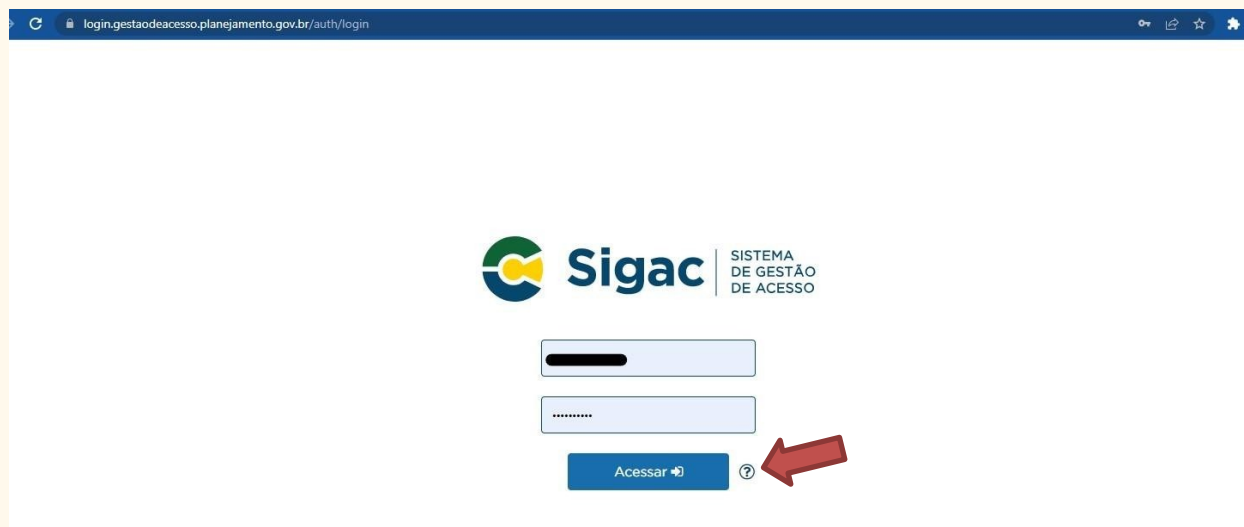 login.gestaodeacesso.planejamento.gov.br/auth/login
Sigac
SISTEMA
DE GESTÃO
DE ACESSO
..........
Acessar
?